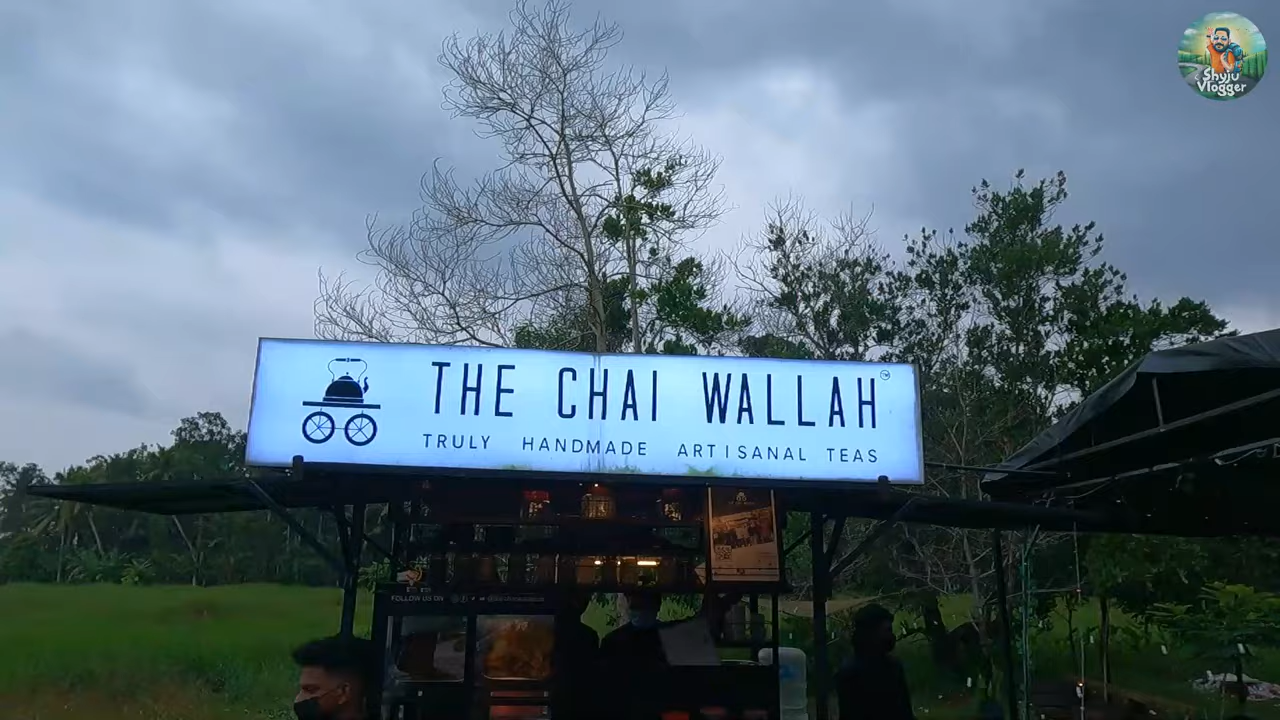 Shyju
Vlogger
THE CHAI WALLAH TM
TRULY HANDMADE ARTISANAL TEAS
FOLLOW US ON